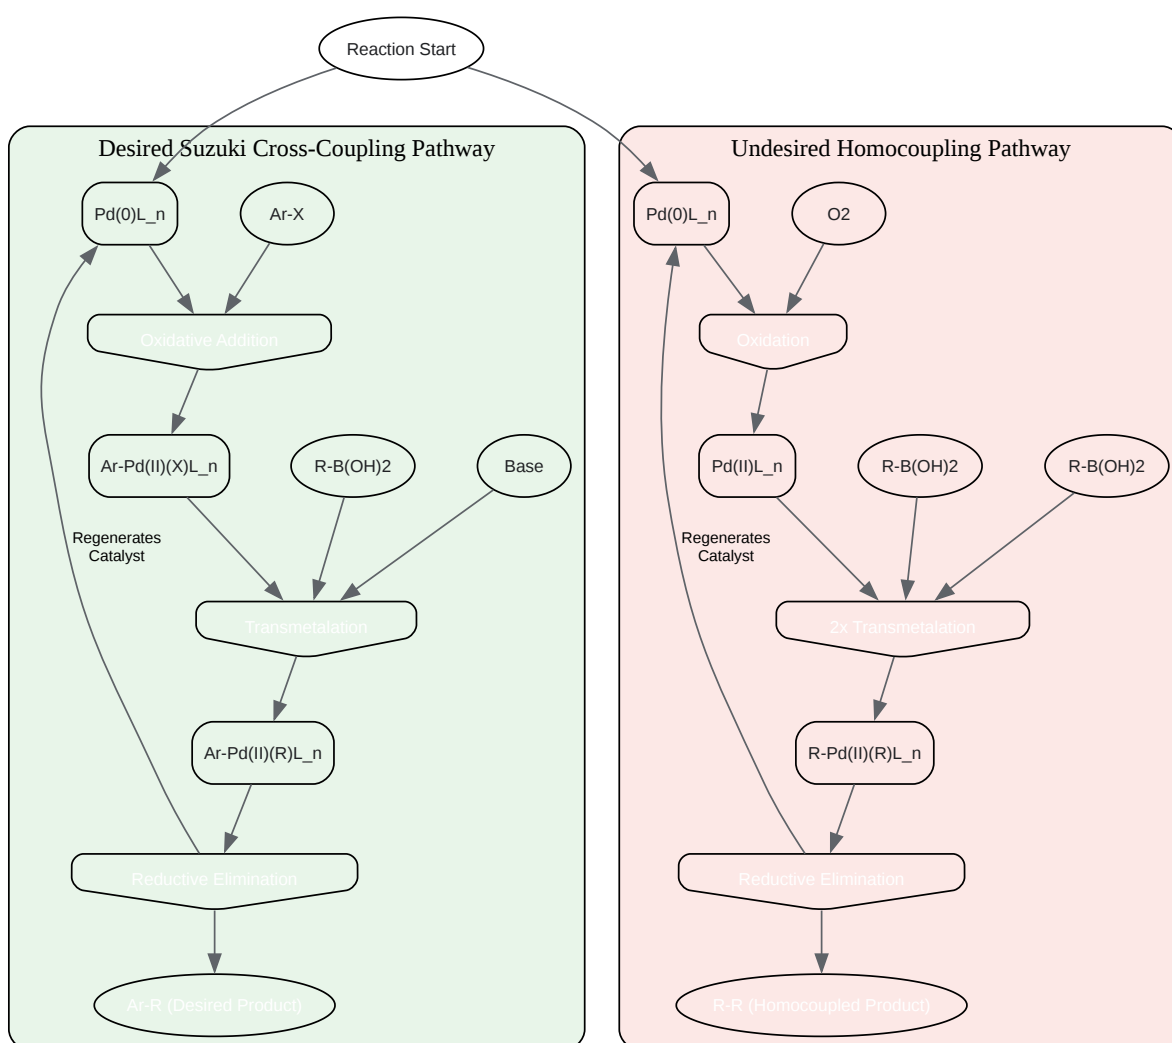 Reaction Start
Desired Suzuki Cross-Coupling Pathway
Pd(0)L_n
Ar-X
Oxidative Addition
Ar-Pd(II)(X)L_n
R-B(OH)2
Base
Regenerates
Catalyst
Transmetalation
Ar-Pd(II)(R)L_n
Reductive Elimination
Ar-R (Desired Product)
Undesired Homocoupling Pathway
Pd(0)L_n
O2
Oxidation
Pd(II)L_n
R-B(OH)2
R-B(OH)2
Regenerates
Catalyst
2x Transmetalation
R-Pd(II)(R)L_n
Reductive Elimination
R-R (Homocoupled Product)